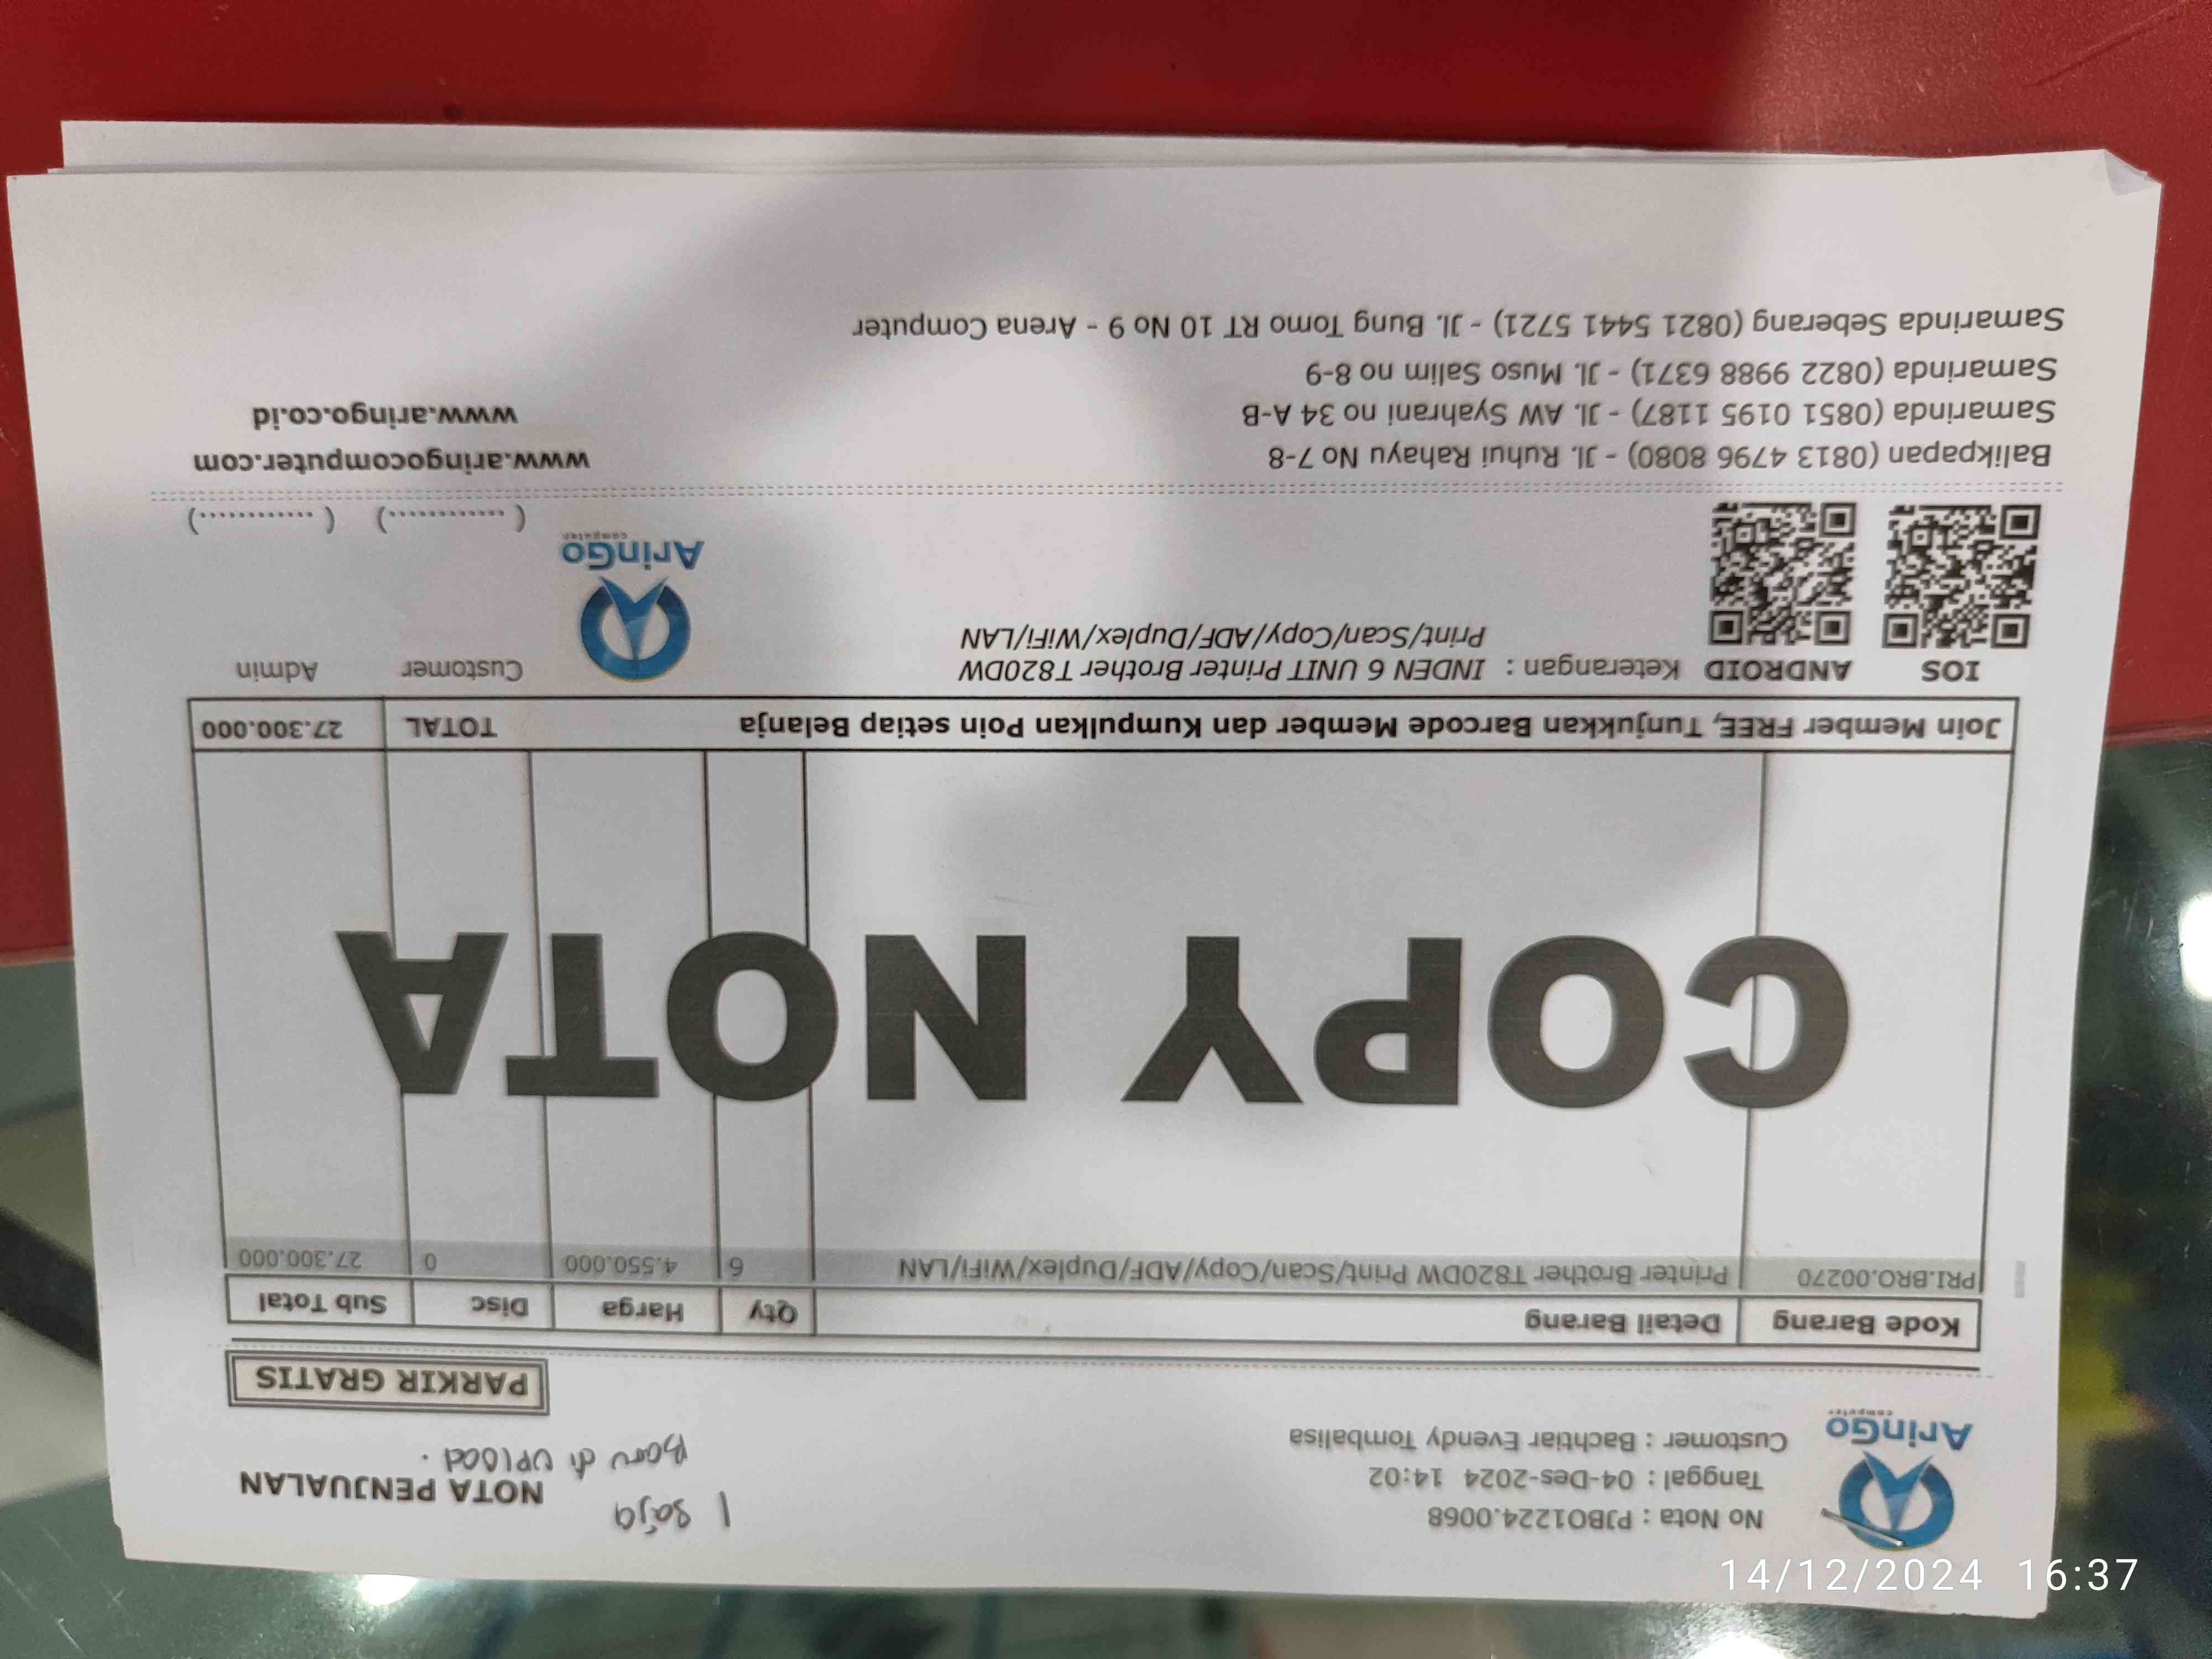 No Nota : PJBO1224.0068
Tanggal : 04-Des-2024 14:02
Customer : Bachtiar Evendy Tombalisa
AriNGo
computer
1 saja
NOTA PENJUALAN
Baru di UPload.
PARKIR GRATIS
Kode Barang Detail Barang Qty Harga Disc Sub Total
PRI.BRO.00270 Printer Brother T820DW Print/Scan/Copy/ADF/Duplex/WiFi/LAN 6 4.550.000 0 27.300.000
COPY NOTA
Join Member FREE, Tunjukkan Barcode Member dan Kumpulkan Poin setiap Belanja TOTAL 27.300.000
IOS ANDROID Keterangan : INDEN 6 UNIT Printer Brother T820DW
Print/Scan/Copy/ADF/Duplex/WiFi/LAN
AriNGo
computer
Customer Admin
(..............) (..............)
Balikpapan (0813 4796 8080) - Jl. Ruhui Rahayu No 7-8
Samarinda (0851 0195 1187) - Jl. AW Syahrani no 34 A-B
Samarinda (0822 9988 6371) - Jl. Muso Salim no 8-9
Samarinda Seberang (0821 5441 5721) - Jl. Bung Tomo RT 10 No 9 - Arena Computer
www.aringocomputer.com
www.aringo.co.id
14/12/2024 16:37